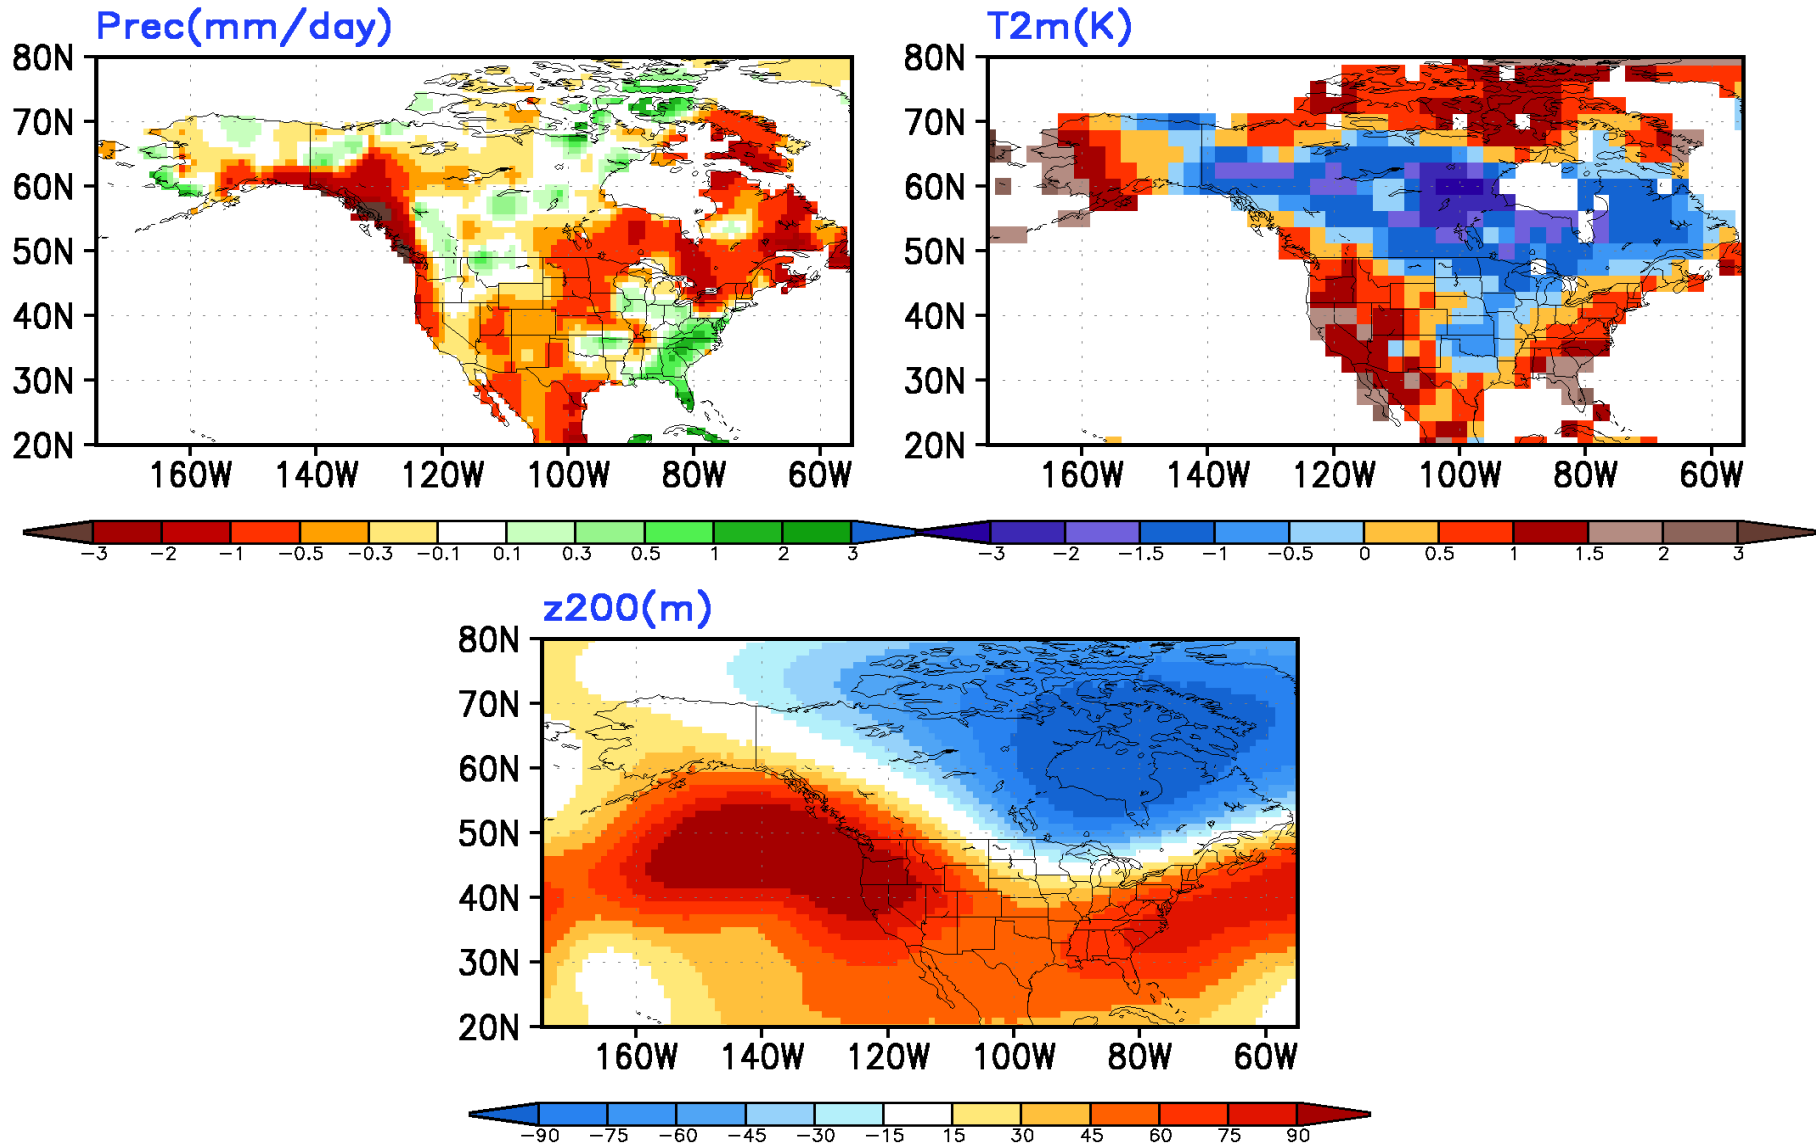 Prec(mm/day)
80N
70N
60N
50N
40N
30N
20N
160W 140W 120W 100W 80W 60W
-3 -2 -1 -0.5 -0.3 -0.1 0.1 0.3 0.5 1 2 3
T2m(K)
80N
70N
60N
50N
40N
30N
20N
160W 140W 120W 100W 80W 60W
-3 -2 -1.5 -1 -0.5 0 0.5 1 1.5 2 3
z200(m)
80N
70N
60N
50N
40N
30N
20N
160W 140W 120W 100W 80W 60W
-90 -75 -60 -45 -30 -15 15 30 45 60 75 90